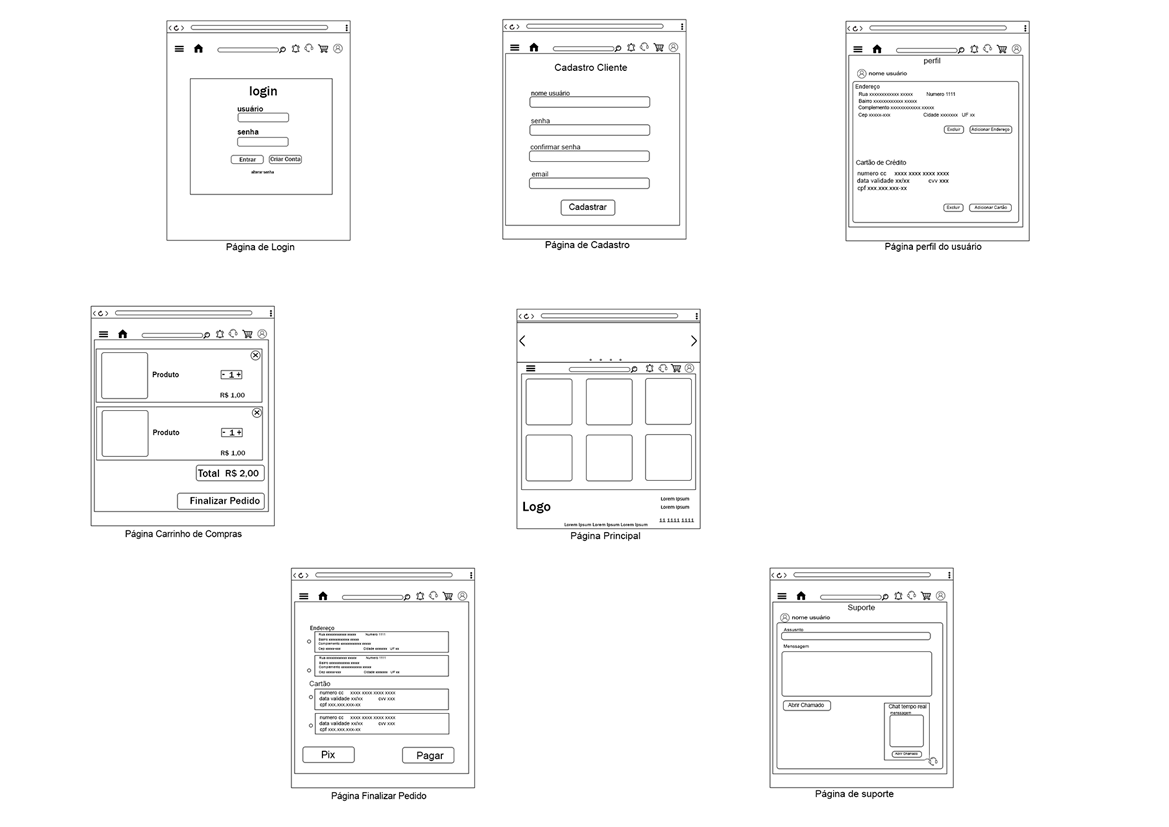 login
usuário
senha
Entrar Criar Conta
alterar senha
Página de Login
Cadastro Cliente
nome usuário
senha
confirmar senha
email
Cadastrar
Página de Cadastro
perfil
nome usuário
Endereço
Rua xxxxxxxxxxxx xxxxx Numero 1111
Bairro xxxxxxxxxxxx xxxxx
Complemento xxxxxxxxxxxx xxxxx
Cep xxxxx-xxx Cidade xxxxxxx UF xx
Excluir Adicionar Endereço
Cartão de Crédito
numero cc xxxx xxxx xxxx xxxx
data validade xx/xx cvv xxx
cpf xxx.xxx.xxx-xx
Excluir Adicionar Cartão
Página perfil do usuário
Produto - 1 +
R$ 1,00
Produto - 1 +
R$ 1,00
Total R$ 2,00
Finalizar Pedido
Página Carrinho de Compras
Logo
Lorem Ipsum
Lorem Ipsum
11 1111 1111
Lorem Ipsum Lorem Ipsum Lorem Ipsum
Página Principal
Endereço
Rua xxxxxxxxxxxx xxxxx Numero 1111
Bairro xxxxxxxxxxxx xxxxx
Complemento xxxxxxxxxxxx xxxxx
Cep xxxxx-xxx Cidade xxxxxxx UF xx
Rua xxxxxxxxxxxx xxxxx Numero 1111
Bairro xxxxxxxxxxxx xxxxx
Complemento xxxxxxxxxxxx xxxxx
Cep xxxxx-xxx Cidade xxxxxxx UF xx
Cartão
numero cc xxxx xxxx xxxx xxxx
data validade xx/xx cvv xxx
cpf xxx.xxx.xxx-xx
numero cc xxxx xxxx xxxx xxxx
data validade xx/xx cvv xxx
cpf xxx.xxx.xxx-xx
Pix Pagar
Página Finalizar Pedido
Suporte
nome usuário
Assunto
Menssagem
Abrir Chamado
Chat tempo real
menssagem
Abrir Chamado
Página de suporte